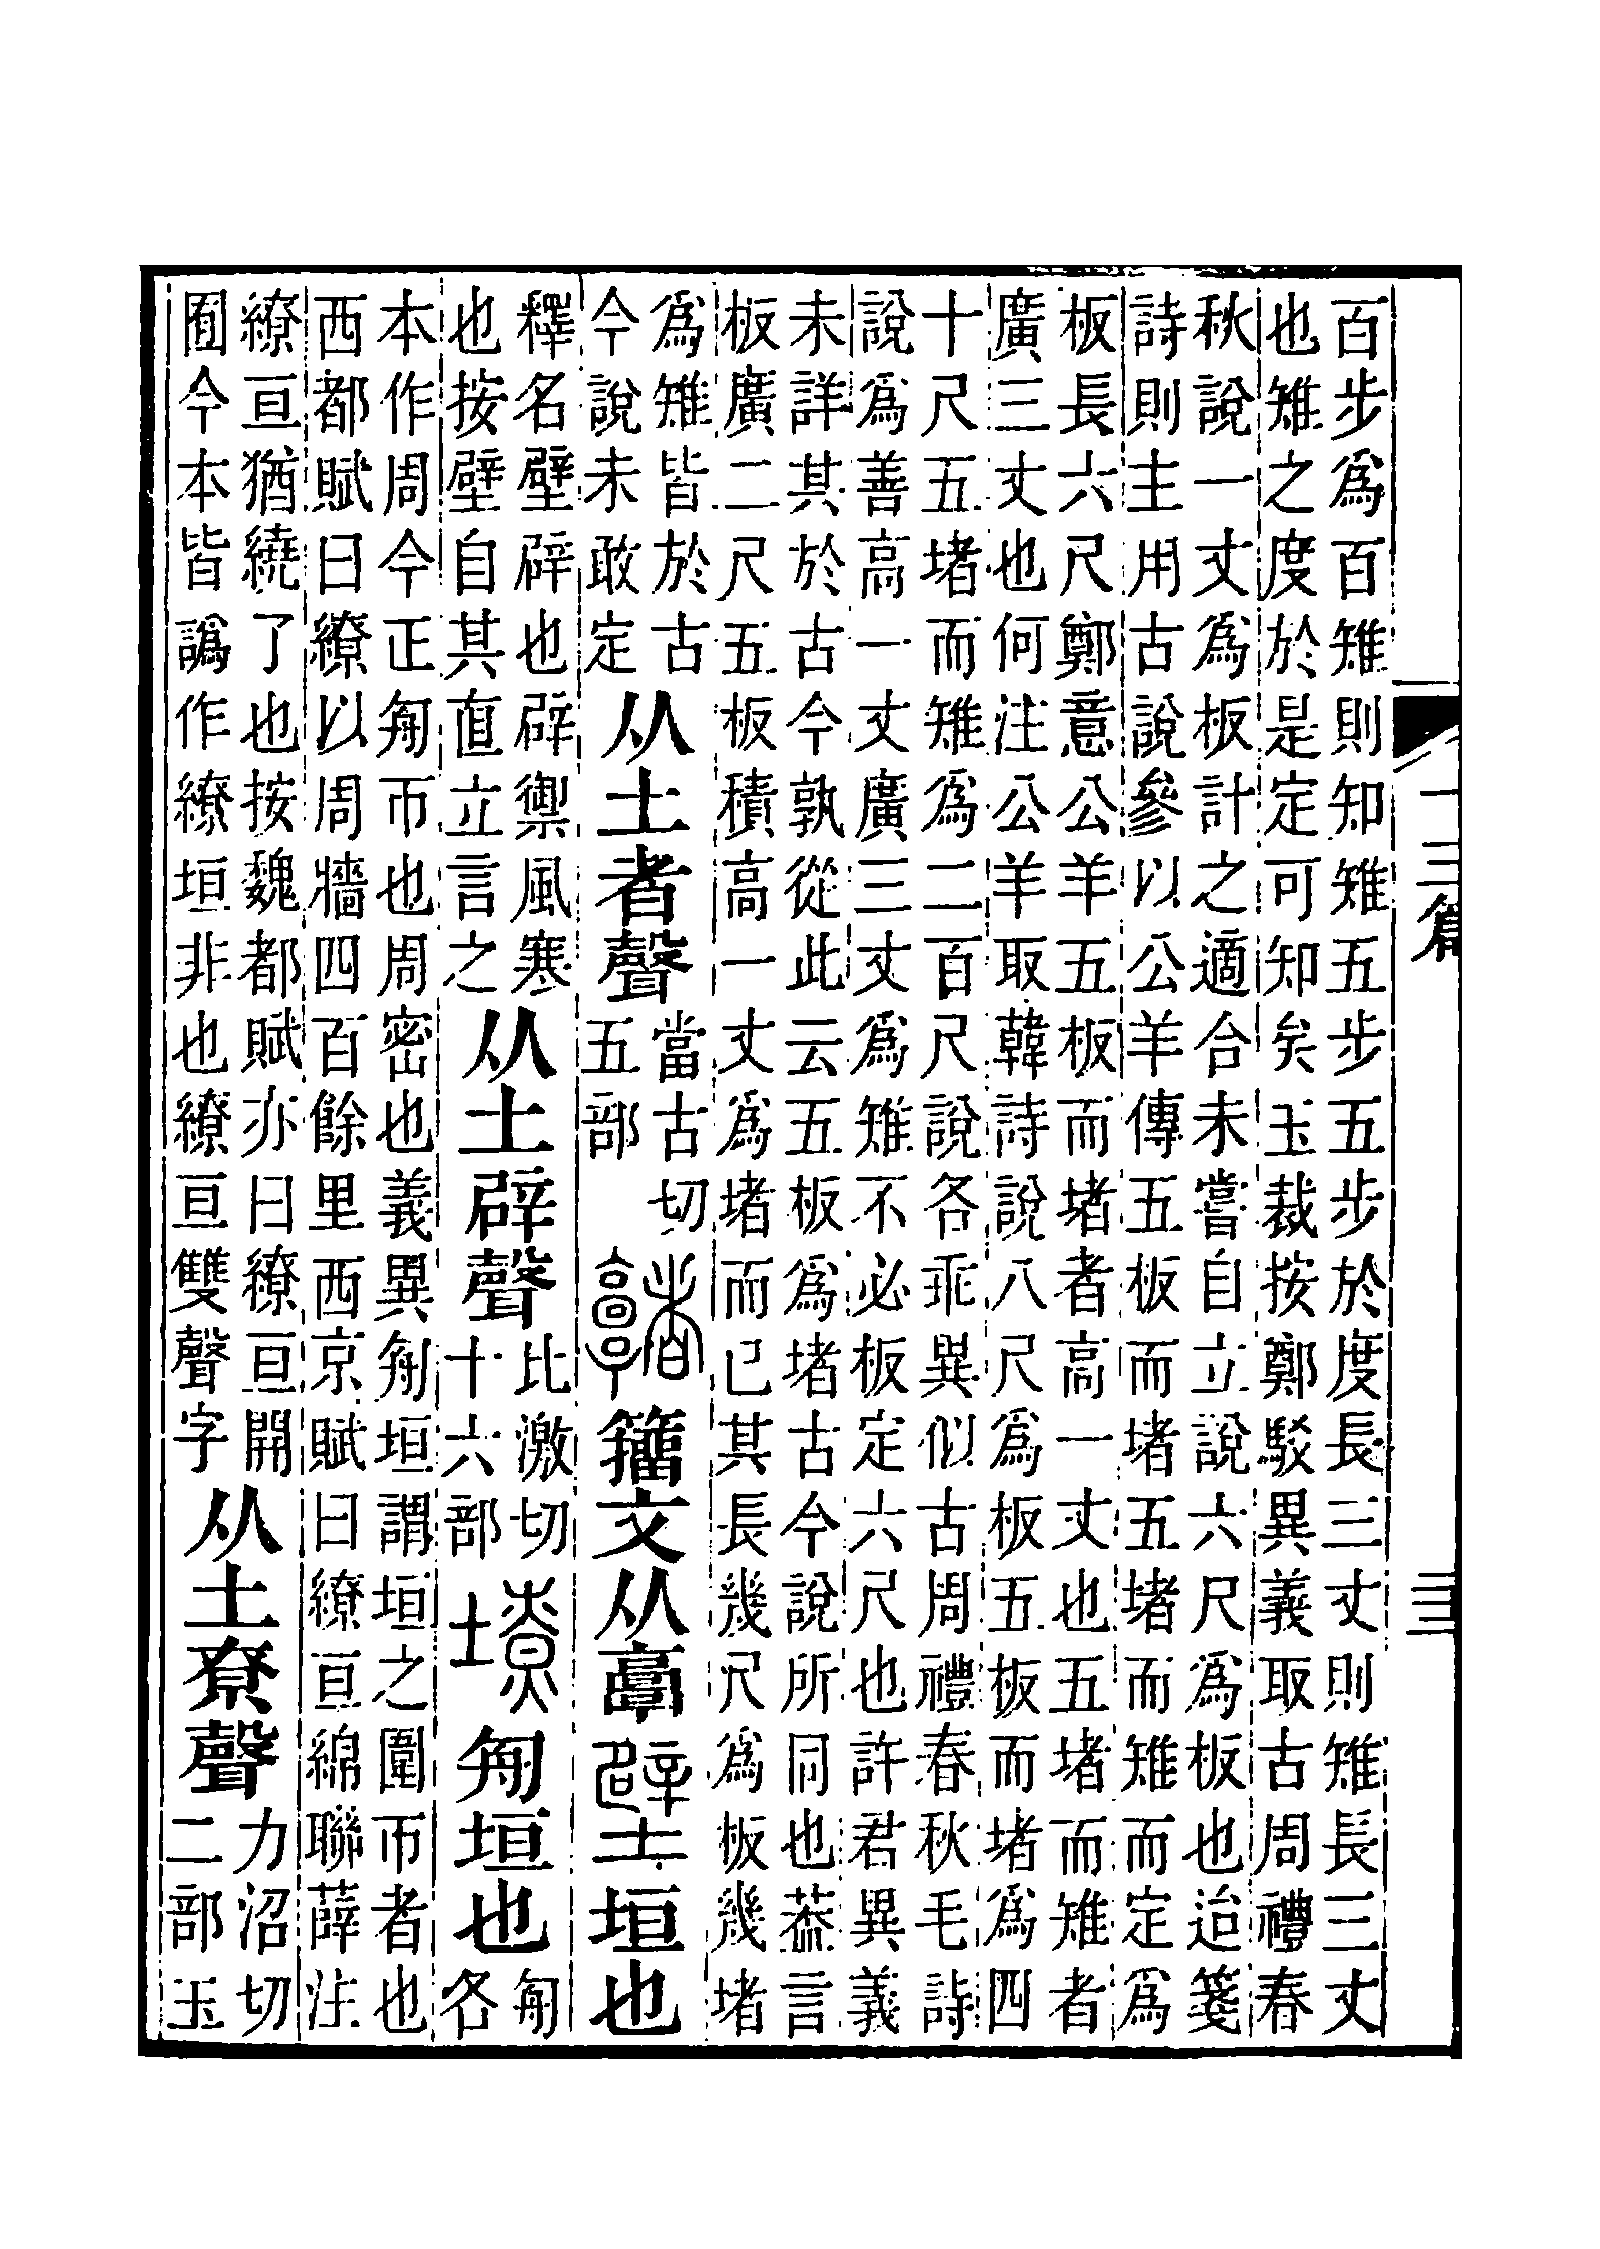 百步爲百雉則知雉五步五步於度長三丈則雉長三丈
也雉之度於是定可知矣玉裁按鄭駁異義取古周禮春
秋說一丈爲板計之適合未嘗自立說六尺爲板也迨箋
詩則主用古說參以公羊傳五板而堵五堵而雉而定爲
板長六尺鄭意公羊五板而堵者高一丈也五堵而雉者
廣三丈也何注公羊取韓詩說八尺爲板五板而堵爲四
十尺五堵而雉爲二百尺說各乖異似古周禮春秋毛詩
說爲善高一丈廣三丈爲雉不必板定六尺也許君異義
未詳其於古今孰從此云五板爲堵古今說所同也葢言
板廣二尺五板積高一丈爲堵而已其長幾尺爲板幾堵
爲雉皆於古
今說未敢定
从土者聲
當古切
五部
𩫨籒文从𩫖壁垣也
釋名壁辟也辟禦風寒
也按壁自其直立言之
从土辟聲
比激切
十六部
㙩𠣘垣也
𠣘
各
本作周今正𠣘帀也周密也義異𠣘垣謂垣之圍帀者也
西都賦曰繚以周牆四百餘里西京賦曰繚亘綿聯薛注
繚亘猶繞了也按魏都賦亦曰繚亘開
囿今本皆譌作繚垣非也繚亘雙聲字
从土尞聲
力沼切
二部玉
十三篇
三